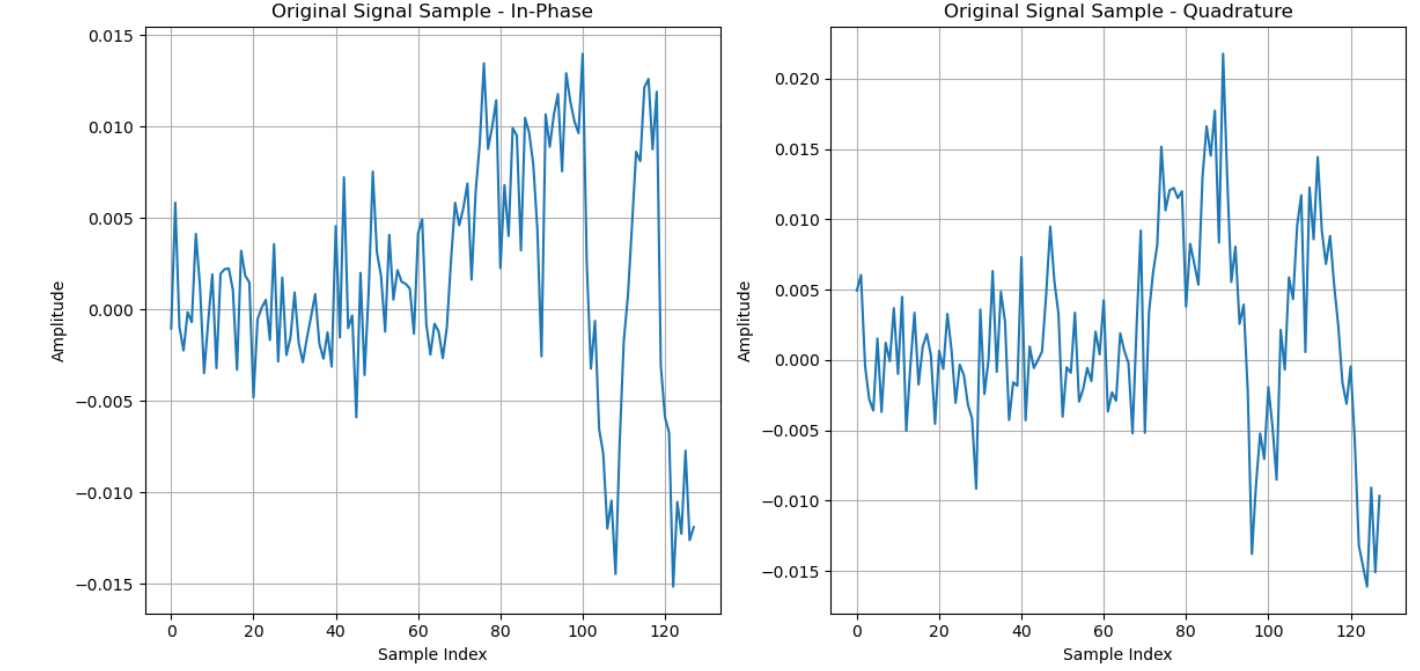 Original Signal Sample - In-Phase
0.015
0.010
0.005
0.000
−0.005
−0.010
−0.015
Amplitude
0 20 40 60 80 100 120
Sample Index
Original Signal Sample - Quadrature
0.020
0.015
0.010
0.005
0.000
−0.005
−0.010
−0.015
Amplitude
0 20 40 60 80 100 120
Sample Index